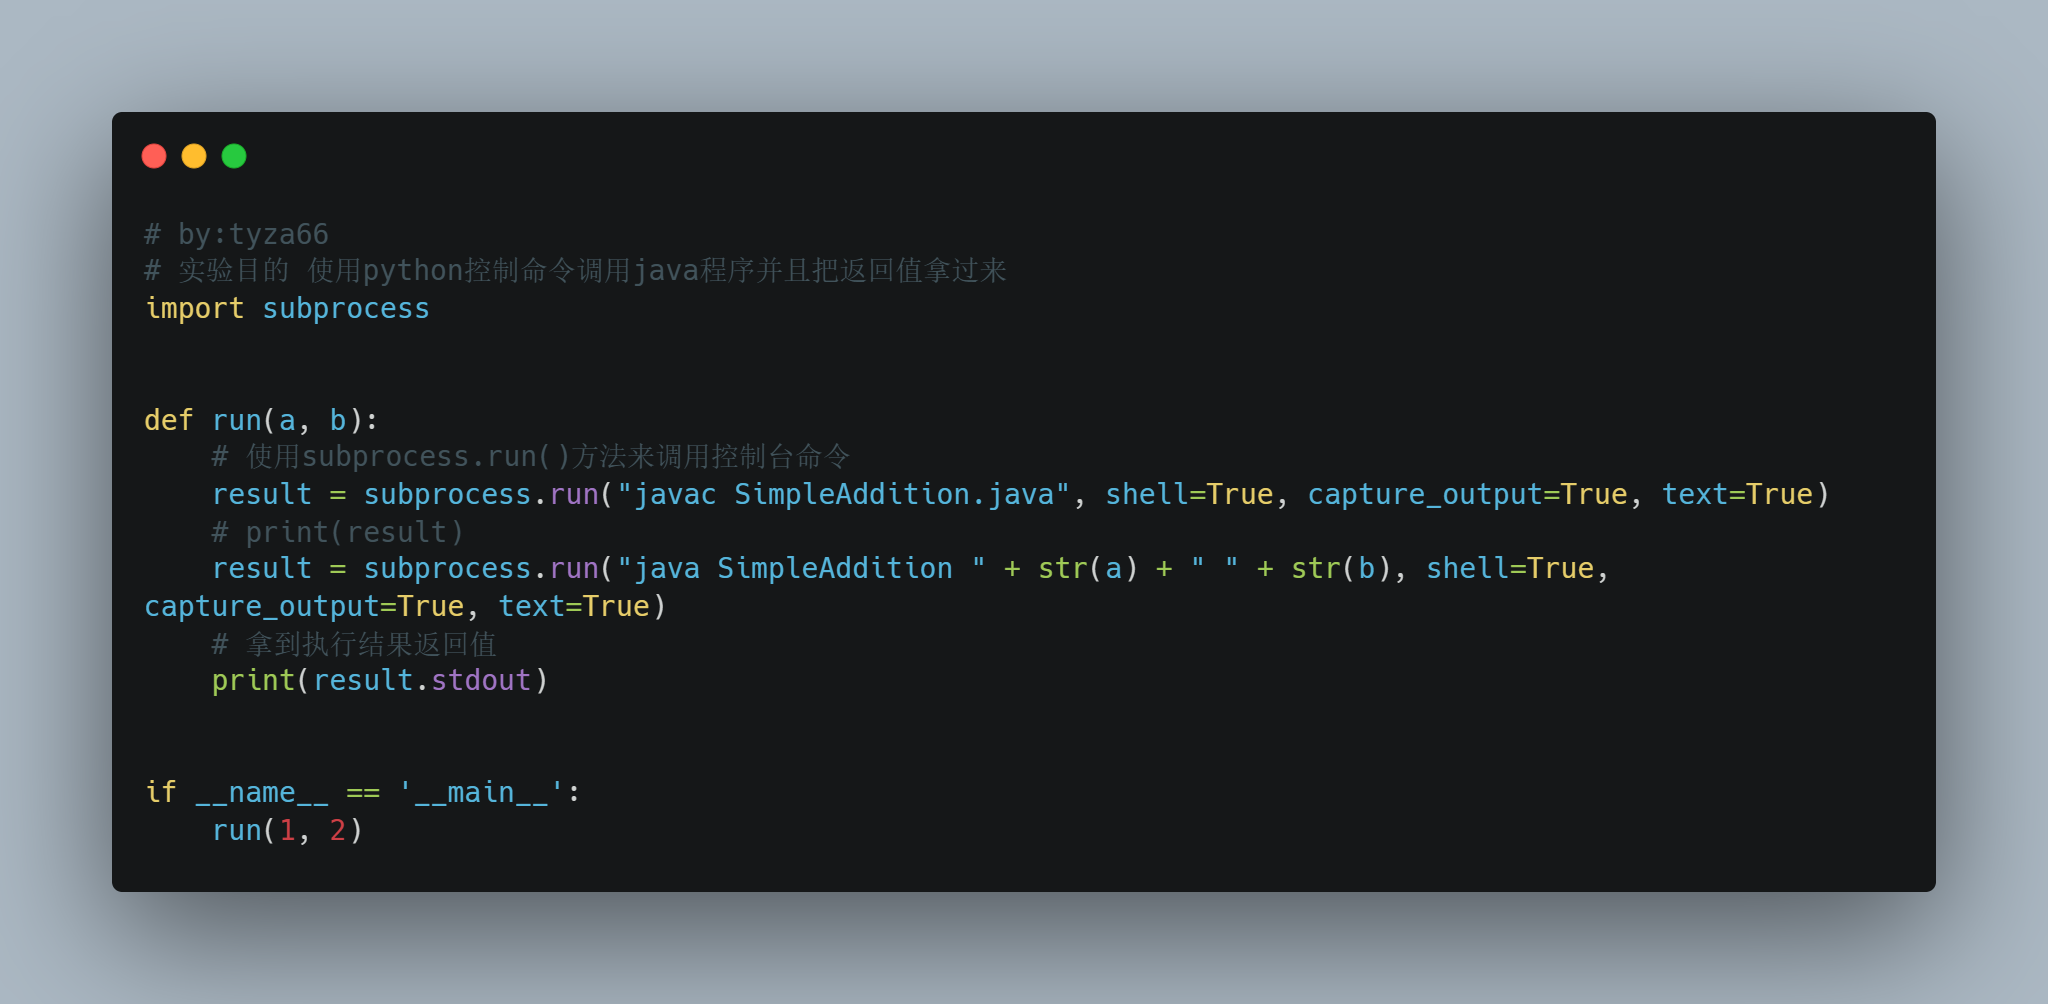 # by:tyza66
# 实验目的 使用python控制命令调用java程序并且把返回值拿过来
import subprocess
def run(a, b):
    # 使用subprocess.run()方法来调用控制台命令
    result = subprocess.run("javac SimpleAddition.java", shell=True, capture_output=True, text=True)
    # print(result)
    result = subprocess.run("java SimpleAddition " + str(a) + " " + str(b), shell=True,
capture_output=True, text=True)
    # 拿到执行结果返回值
    print(result.stdout)
if __name__ == '__main__':
    run(1, 2)